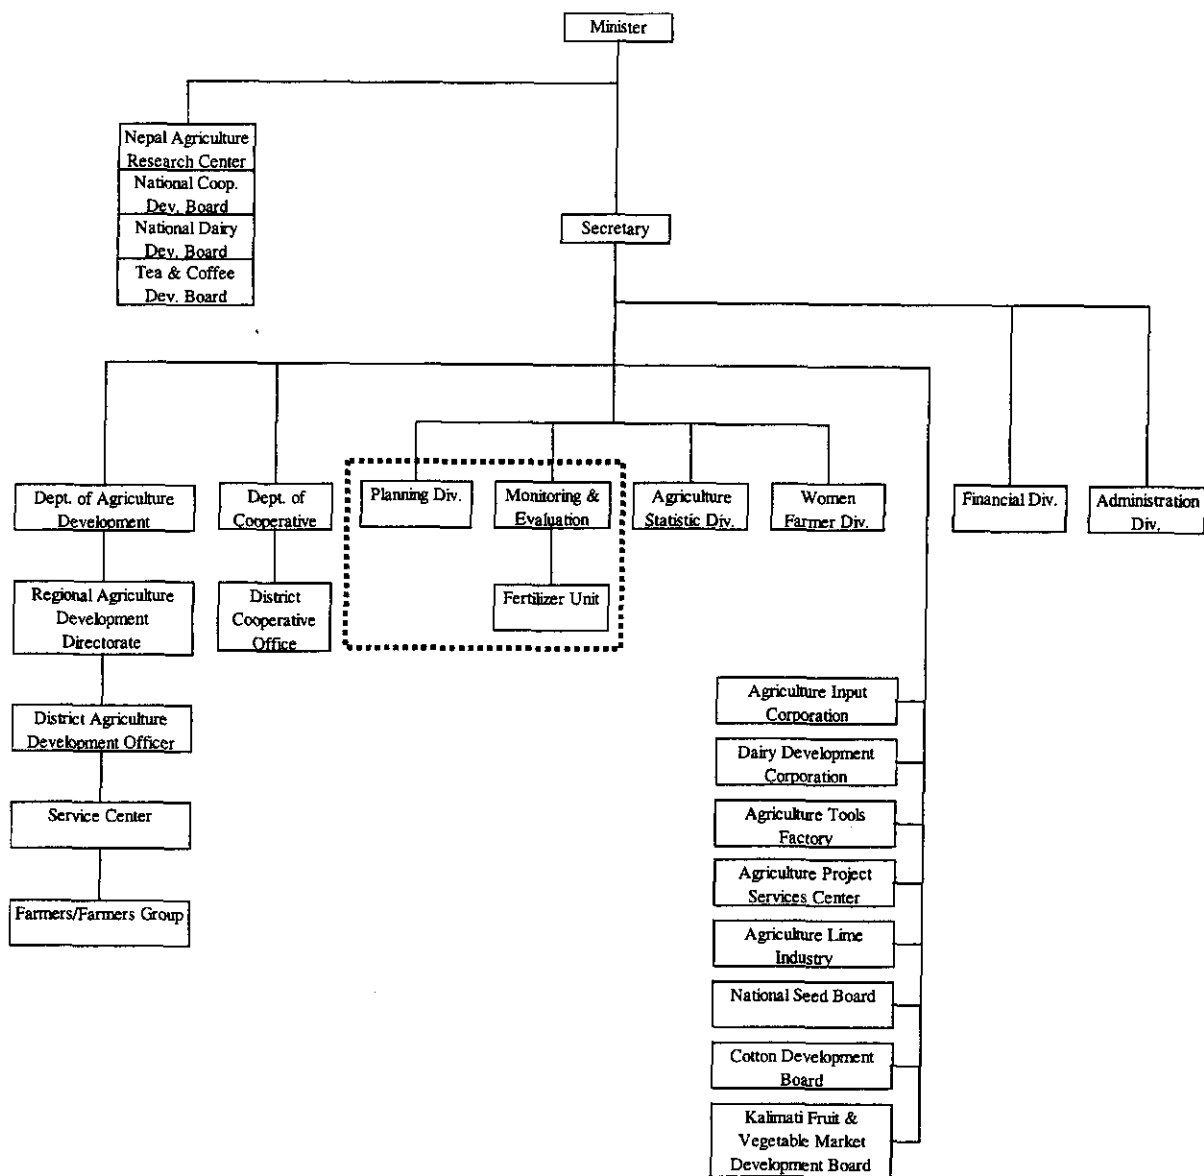 Minister
Nepal Agriculture
Research Center
National Coop.
Dev. Board
National Dairy
Dev. Board
Tea & Coffee
Dev. Board
Secretary
Dept. of Agriculture
Development
Dept. of
Cooperative
Planning Div.
Monitoring &
Evaluation
Agriculture
Statistic Div.
Women
Farmer Div.
Financial Div.
Administration
Div.
Regional Agriculture
Development
Directorate
District
Cooperative
Office
Fertilizer Unit
District Agriculture
Development Officer
Service Center
Farmers/Farmers Group
Agriculture Input
Corporation
Dairy Development
Corporation
Agriculture Tools
Factory
Agriculture Project
Services Center
Agriculture Lime
Industry
National Seed Board
Cotton Development
Board
Kalimati Fruit &
Vegetable Market
Development Board